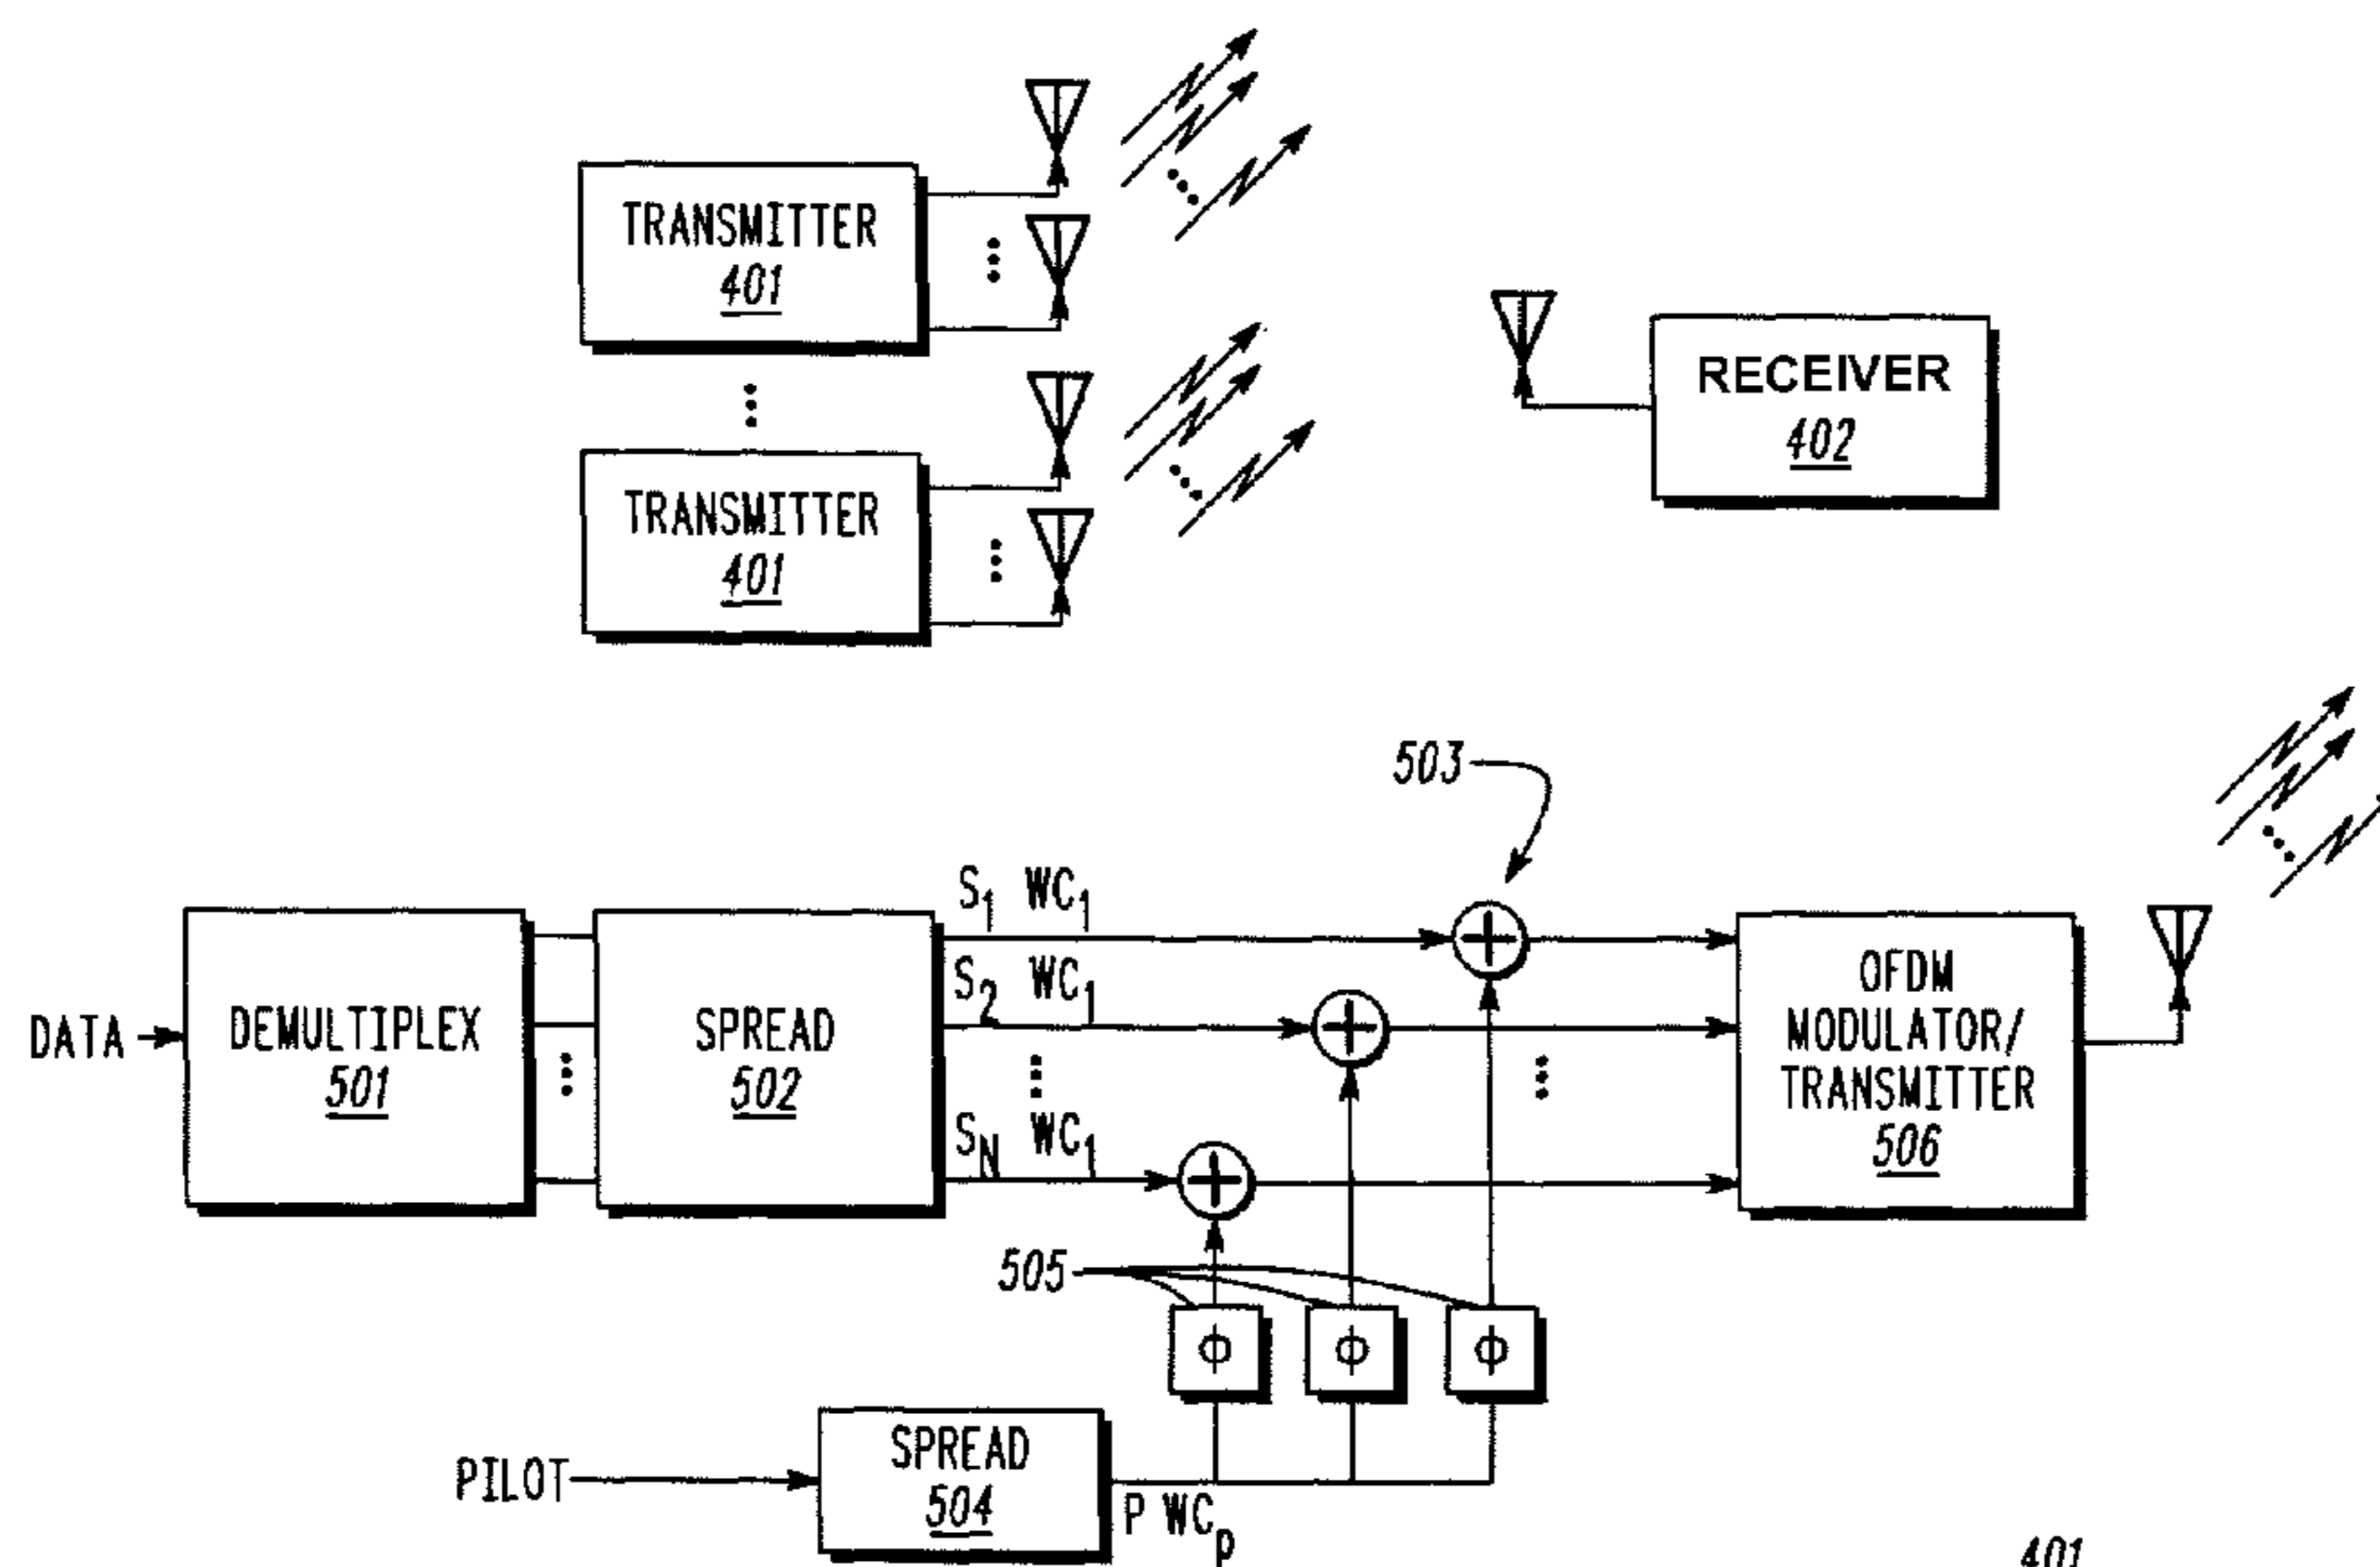 TRANSMITTER
401
RECEIVER
402
TRANSMITTER
401
503
S1 WC1
S2 WC1
SN WC1
DATA
DEMULTIPLEX
501
SPREAD
502
OFDM
MODULATOR/
TRANSMITTER
506
505
Φ Φ Φ
PILOT
SPREAD
504
P WCp
401